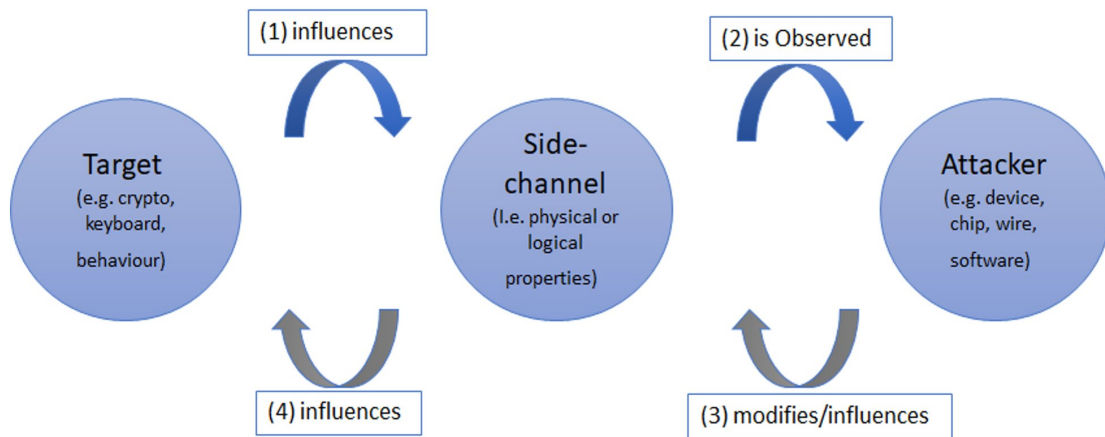 (1) influences
(2) is Observed
Target
(e.g. crypto,
keyboard,
behaviour)
Side-
channel
(I.e. physical or
logical
properties)
Attacker
(e.g. device,
chip, wire,
software)
(4) influences
(3) modifies/influences